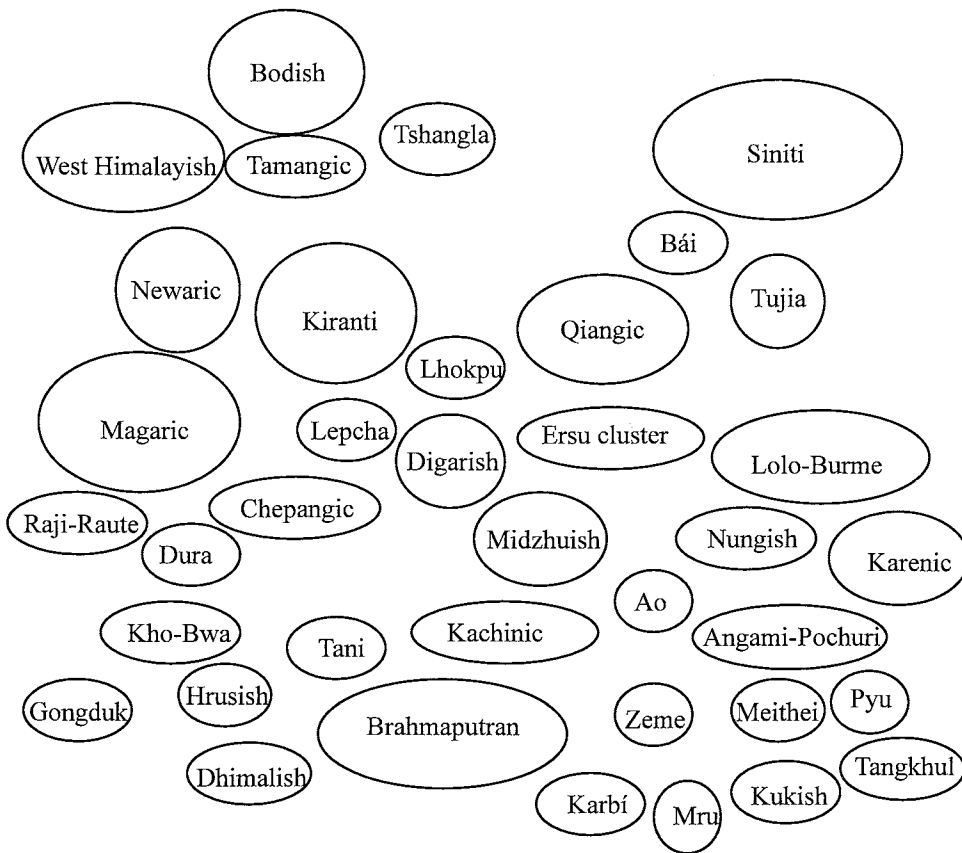 Bodish
Tshangla
Siniti
West Himalayish
Tamangic
Bái
Newaric
Kiranti
Qiangic
Tujia
Lhokpu
Magaric
Lepcha
Digarish
Ersu cluster
Lolo-Burme
Raji-Raute
Chepangic
Dura
Midzhuish
Nungish
Karenic
Ao
Kho-Bwa
Tani
Kachinic
Angami-Pochuri
Gongduk
Hrusish
Brahmaputran
Zeme
Meithei
Pyu
Dhimalish
Tangkhul
Karbí
Mru
Kukish